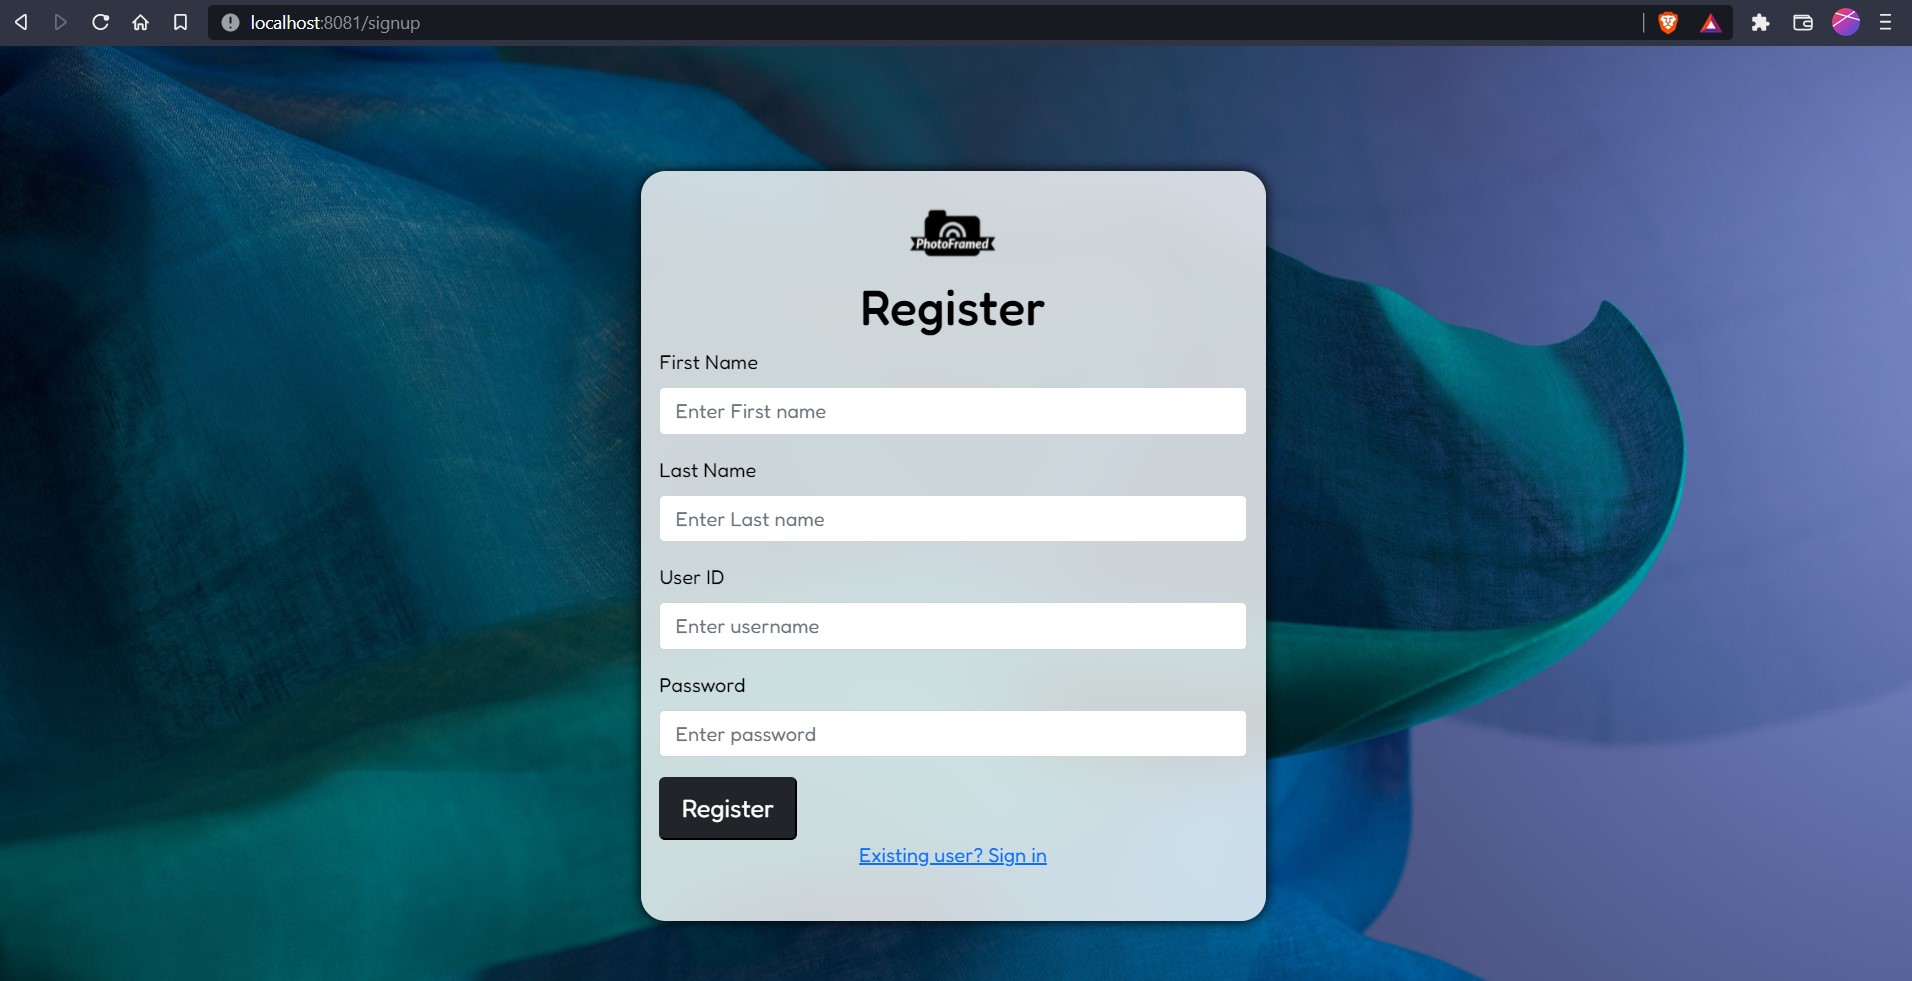 localhost:8081/signup
PhotoFramed
Register
First Name
Enter First name
Last Name
Enter Last name
User ID
Enter username
Password
Enter password
Register
Existing user? Sign in